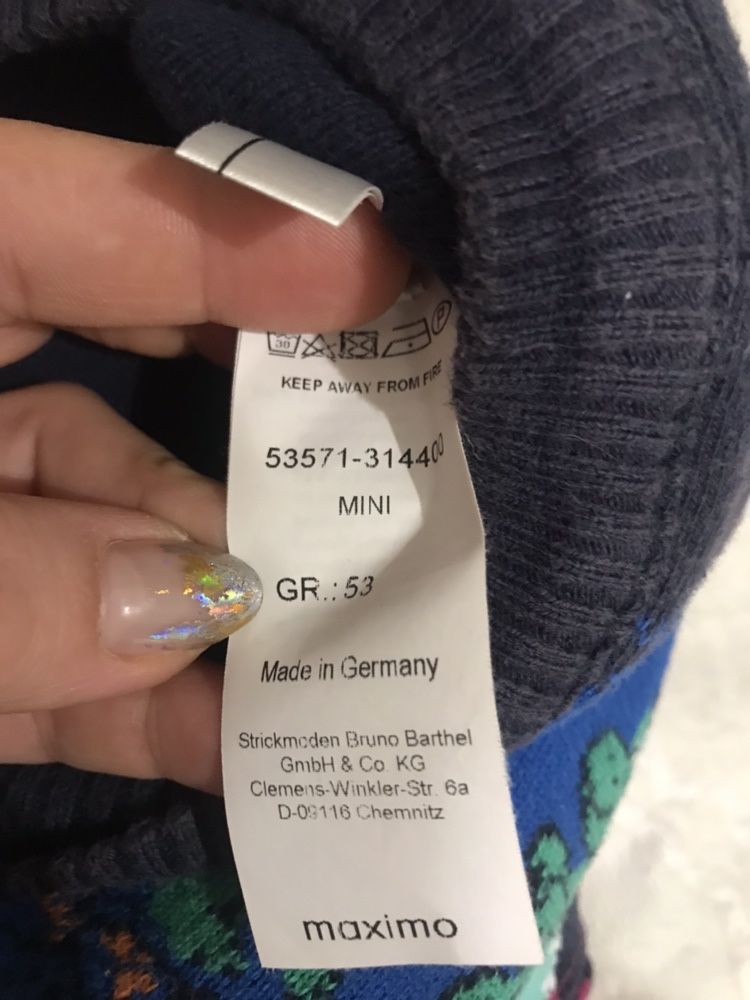 30
P
KEEP AWAY FROM FIRE
53571-314400
MINI
GR.: 53
Made in Germany
Strickmoden Bruno Barthel
GmbH & Co. KG
Clemens-Winkler-Str. 6a
D-09116 Chemnitz
maximo